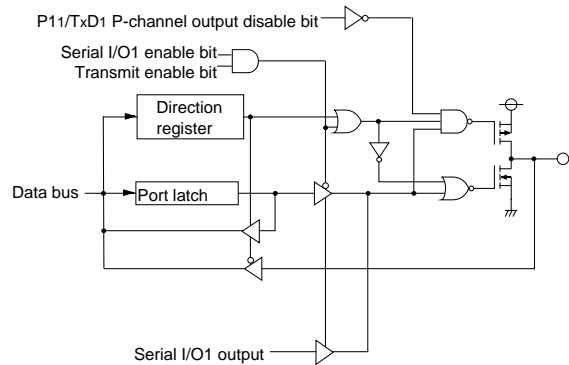 P11/TxD1 P-channel output disable bit
Serial I/O1 enable bit
Transmit enable bit
Direction
register
Data bus
Port latch
Serial I/O1 output